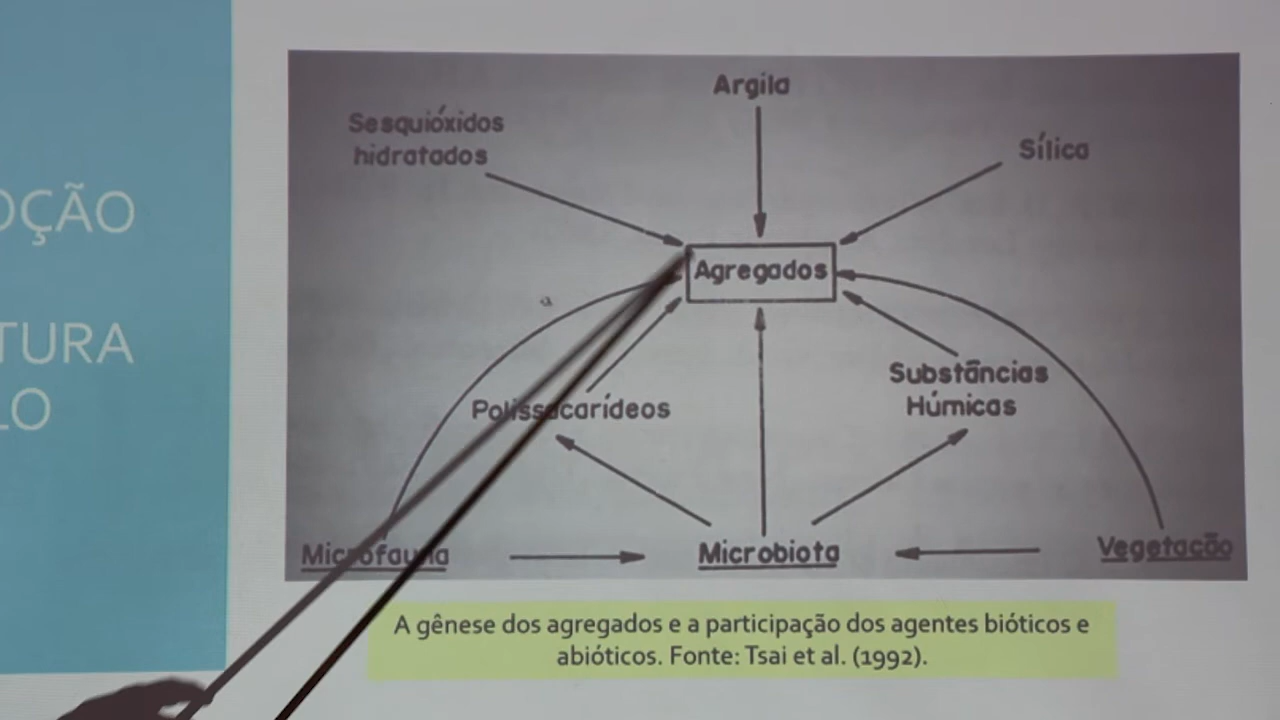 OÇÃO
TURA
LO
Argila
Sesquióxidos
hidratados
Sílica
Agregados
Polissacarídeos
Substâncias
Húmicas
Microfauna
Microbiota
Vegetação
A gênese dos agregados e a participação dos agentes bióticos e
abióticos. Fonte: Tsai et al. (1992).